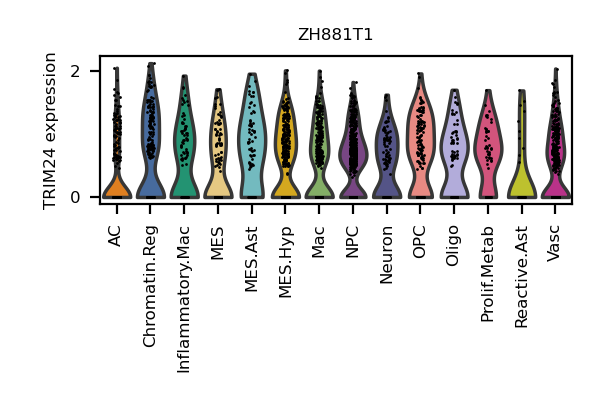 ZH881T1
TRIM24 expression
2
0
AC
Chromatin.Reg
Inflammatory.Mac
MES
MES.Ast
MES.Hyp
Mac
NPC
Neuron
OPC
Oligo
Prolif.Metab
Reactive.Ast
Vasc